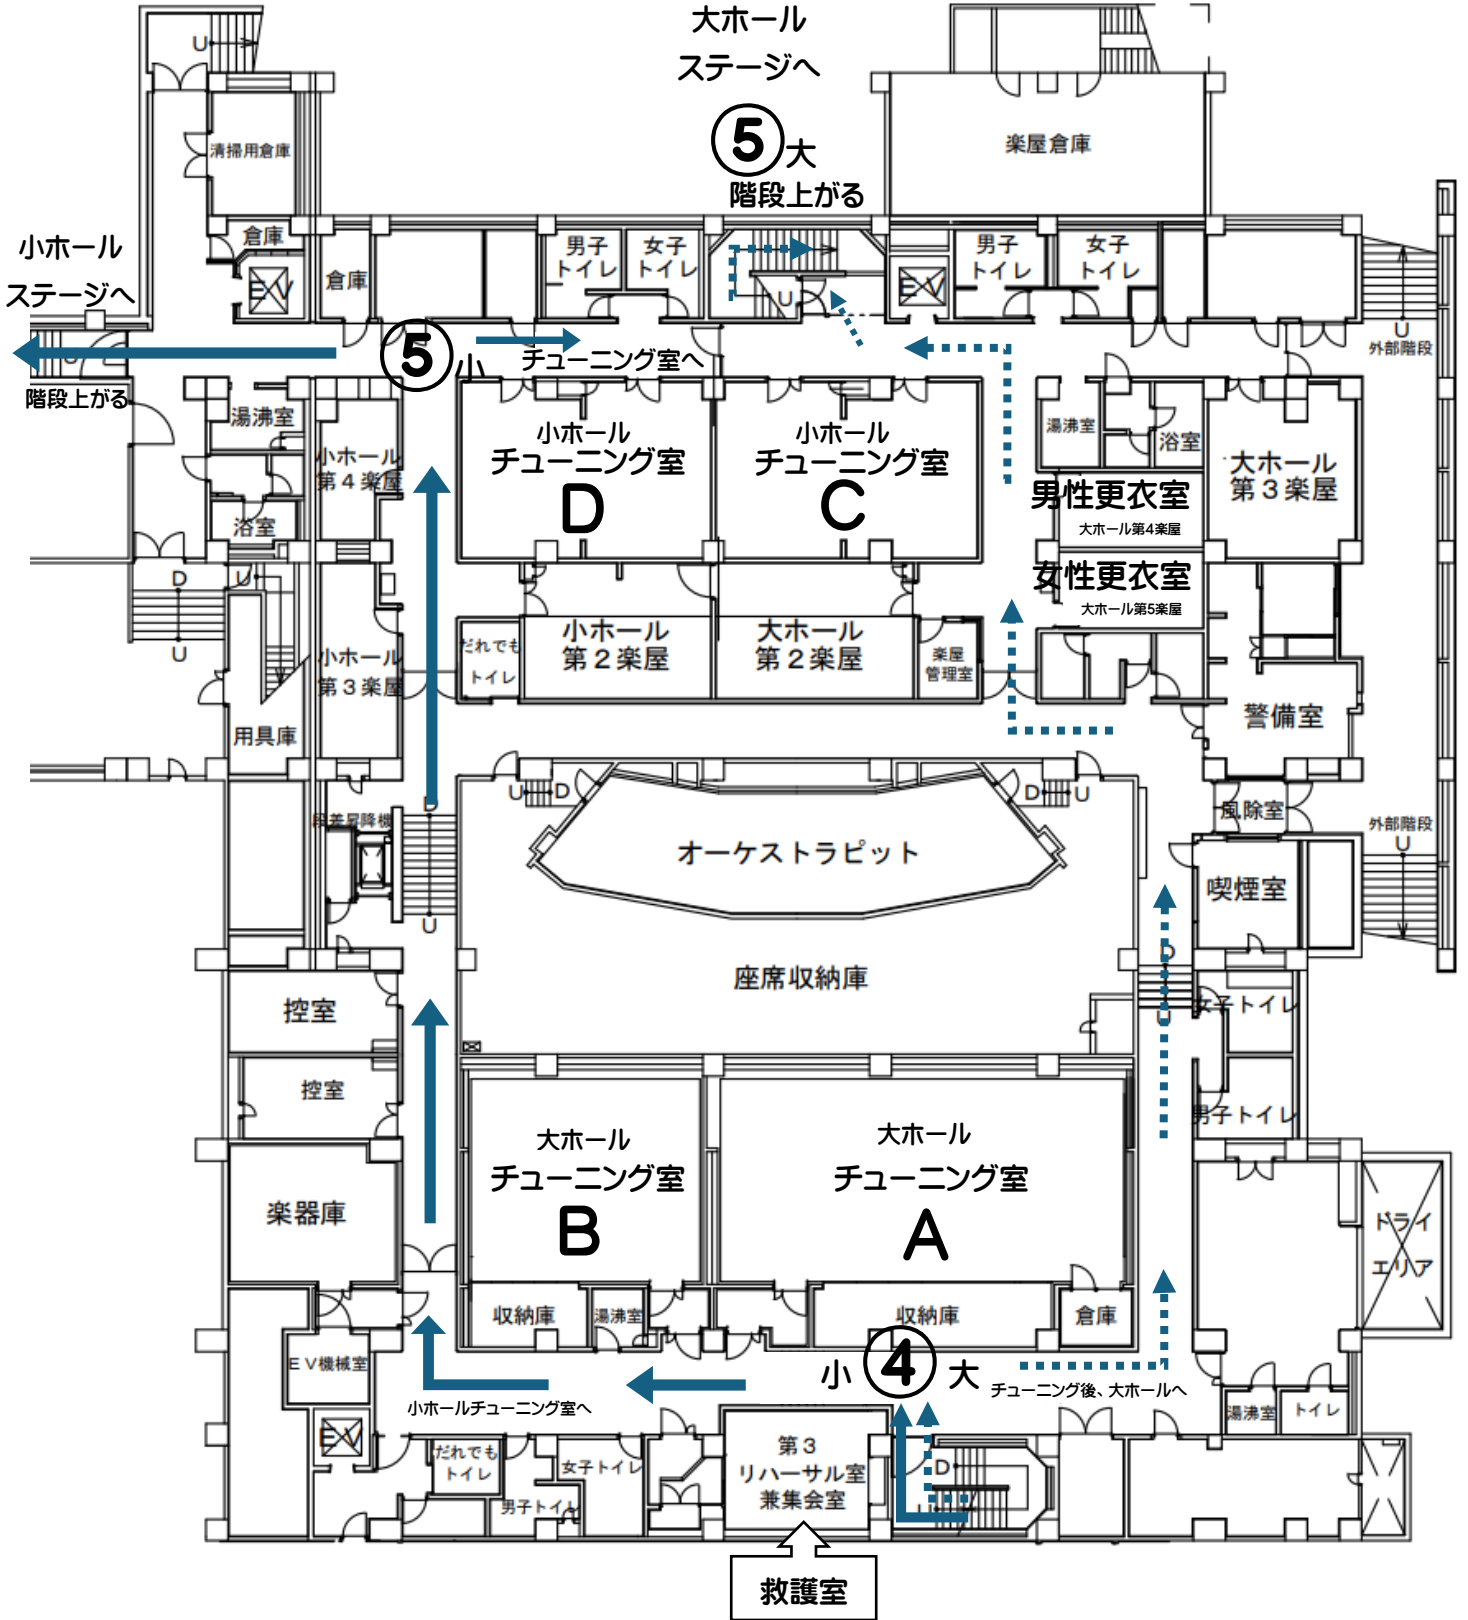 大ホール
ステージへ
⑤大
階段上がる
U
清掃用倉庫
楽屋倉庫
小ホール
ステージへ
倉庫
EV
倉庫
男子
トイレ
女子
トイレ
U
EV
男子
トイレ
女子
トイレ
U
外部階段
U
階段上がる
⑤小
チューニング室へ
湯沸室
浴室
小ホール
第4楽屋
小ホール
チューニング室
D
小ホール
チューニング室
C
湯沸室
浴室
大ホール
第3楽屋
男性更衣室
大ホール第4楽屋
女性更衣室
大ホール第5楽屋
D
U
U
小ホール
第3楽屋
だれでも
トイレ
小ホール
第2楽屋
大ホール
第2楽屋
楽屋
管理室
用具庫
警備室
U
D
D
U
風除室
外部階段
U
段差昇降機
D
U
オーケストラピット
喫煙室
座席収納庫
D
U
女子トイレ
男子トイレ
控室
控室
楽器庫
大ホール
チューニング室
B
大ホール
チューニング室
A
ドライ
エリア
収納庫
湯沸室
収納庫
倉庫
EV機械室
小④大
チューニング後、大ホールへ
小ホールチューニング室へ
湯沸室
トイレ
EV
だれでも
トイレ
男子トイレ
女子トイレ
第3
リハーサル室
兼集会室
D
U
救護室